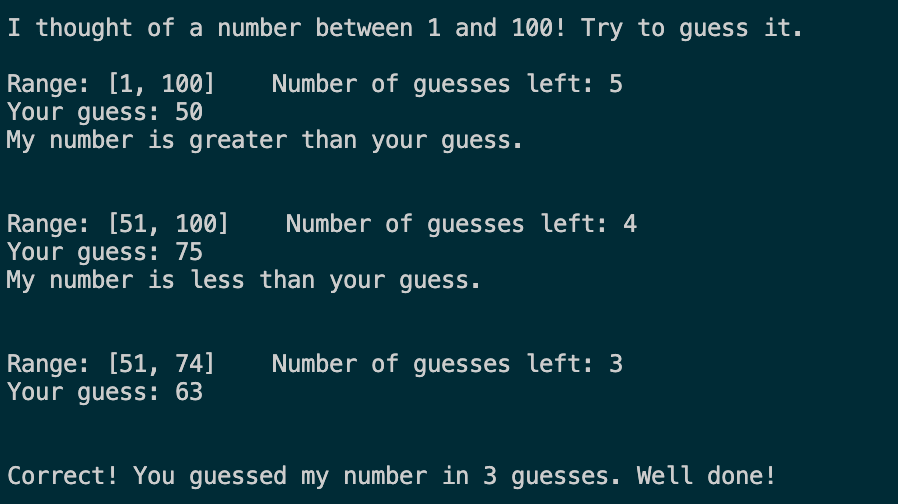 I thought of a number between 1 and 100! Try to guess it.
Range: [1, 100]    Number of guesses left: 5
Your guess: 50
My number is greater than your guess.
Range: [51, 100]    Number of guesses left: 4
Your guess: 75
My number is less than your guess.
Range: [51, 74]    Number of guesses left: 3
Your guess: 63
Correct! You guessed my number in 3 guesses. Well done!